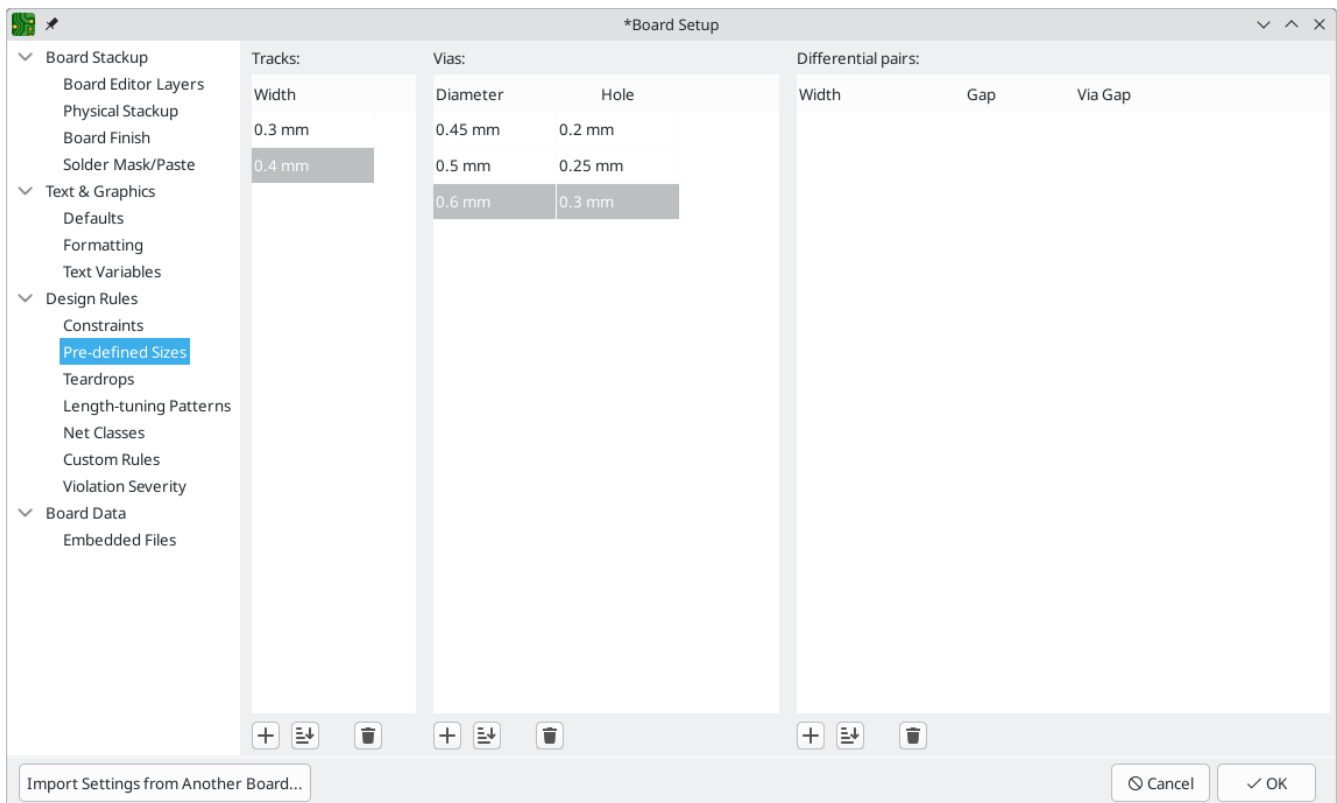 *Board Setup
Board Stackup
Board Editor Layers
Physical Stackup
Board Finish
Solder Mask/Paste
Text & Graphics
Defaults
Formatting
Text Variables
Design Rules
Constraints
Pre-defined Sizes
Teardrops
Length-tuning Patterns
Net Classes
Custom Rules
Violation Severity
Board Data
Embedded Files
Tracks:
Width
0.3 mm
0.4 mm
Vias:
Diameter Hole
0.45 mm 0.2 mm
0.5 mm 0.25 mm
0.6 mm 0.3 mm
Differential pairs:
Width Gap Via Gap
Import Settings from Another Board...
Cancel
OK